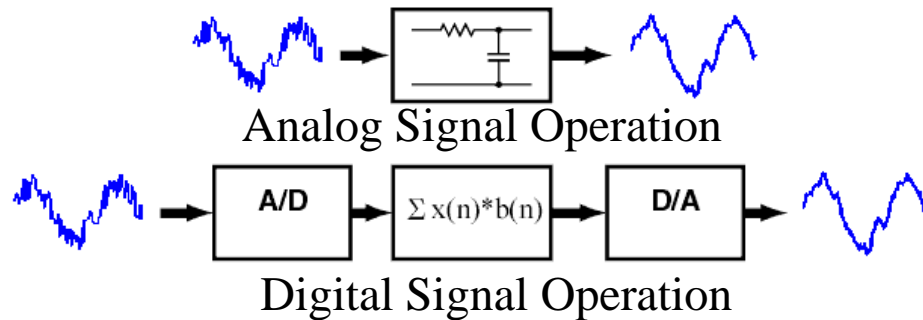 Analog Signal Operation
A/D
Σ x(n)*b(n)
D/A
Digital Signal Operation